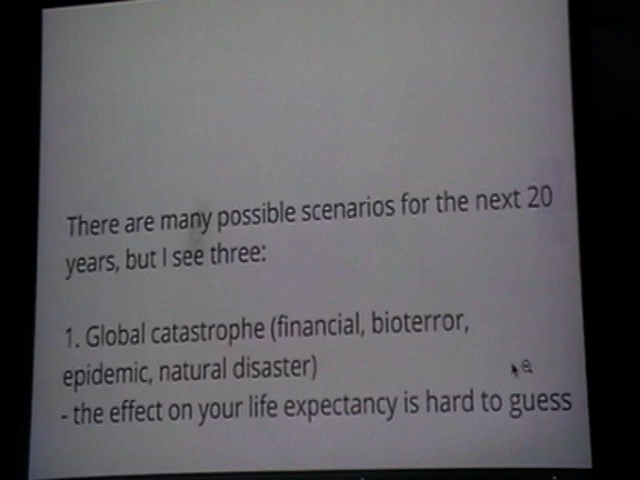 There are many possible scenarios for the next 20
years, but I see three:
1. Global catastrophe (financial, bioterror,
epidemic, natural disaster)
- the effect on your life expectancy is hard to guess